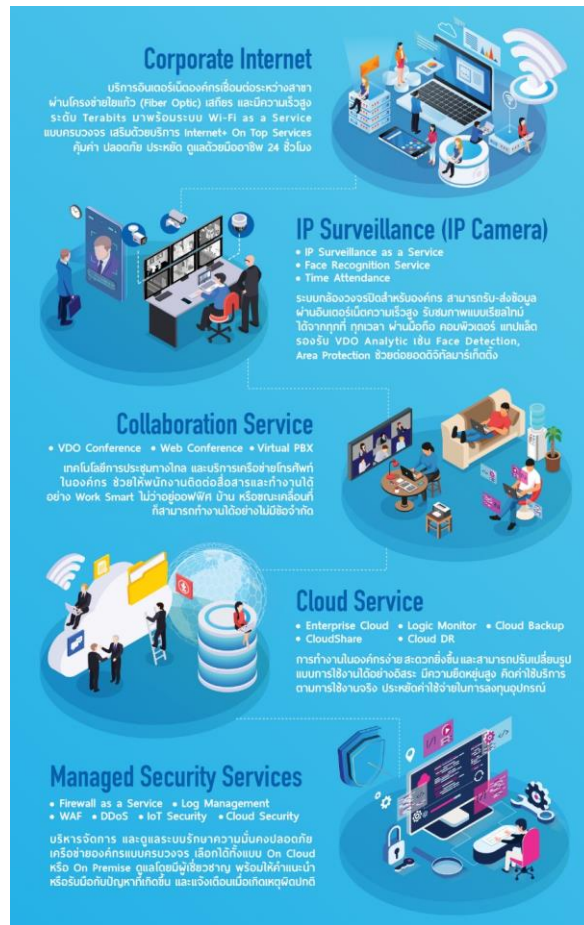 Corporate Internet
บริการอินเตอร์เน็ตองค์กรเชื่อมต่อระหว่างสาขา
ผ่านโครงข่ายใยแก้ว (Fiber Optic) เสถียร และมีความเร็วสูง
ระดับ Terabits มาพร้อมระบบ Wi-Fi as a Service
แบบครบวงจร เสริมด้วยบริการ Internet+ On Top Services
คุ้มค่า ปลอดภัย ประหยัด ดูแลด้วยมืออาชีพ 24 ชั่วโมง
IP Surveillance (IP Camera)
• IP Surveillance as a Service
• Face Recognition Service
• Time Attendance
ระบบกล้องวงจรปิดสำหรับองค์กร สามารถรับ-ส่งข้อมูล
ผ่านอินเตอร์เน็ตความเร็วสูง รับชมภาพแบบเรียลไทม์
ได้จากทุกที่ ทุกเวลา ผ่านมือถือ คอมพิวเตอร์ แทปเล็ต
รองรับ VDO Analytic เช่น Face Detection,
Area Protection ช่วยต่อยอดดิจิทัลมาร์เก็ตติ้ง
Collaboration Service
• VDO Conference • Web Conference • Virtual PBX
เทคโนโลยีการประชุมทางไกล และบริการเครือข่ายโทรศัพท์
ในองค์กร ช่วยให้พนักงานติดต่อสื่อสารและทำงานได้
อย่าง Work Smart ไม่ว่าอยู่ออฟฟิศ บ้าน หรือขณะเคลื่อนที่
ก็สามารถทำงานได้อย่างไม่มีข้อจำกัด
Cloud Service
• Enterprise Cloud • Logic Monitor • Cloud Backup
• CloudShare • Cloud DR
การทำงานในองค์กรง่าย สะดวกยิ่งขึ้น และสามารถปรับเปลี่ยนรูป
แบบการใช้งานได้อย่างอิสระ มีความยืดหยุ่นสูง คิดค่าใช้บริการ
ตามการใช้งานจริง ประหยัดค่าใช้จ่ายในการลงทุนอุปกรณ์
Managed Security Services
• Firewall as a Service • Log Management
• WAF • DDoS • IoT Security • Cloud Security
บริหารจัดการ และดูแลระบบรักษาความมั่นคงปลอดภัย
เครือข่ายองค์กรแบบครบวงจร เลือกได้ทั้งแบบ On Cloud
หรือ On Premise ดูแลโดยมีผู้เชี่ยวชาญ พร้อมให้คำแนะนำ
หรือรับมือกับปัญหาที่เกิดขึ้น และแจ้งเตือนเมื่อเกิดเหตุผิดปกติ